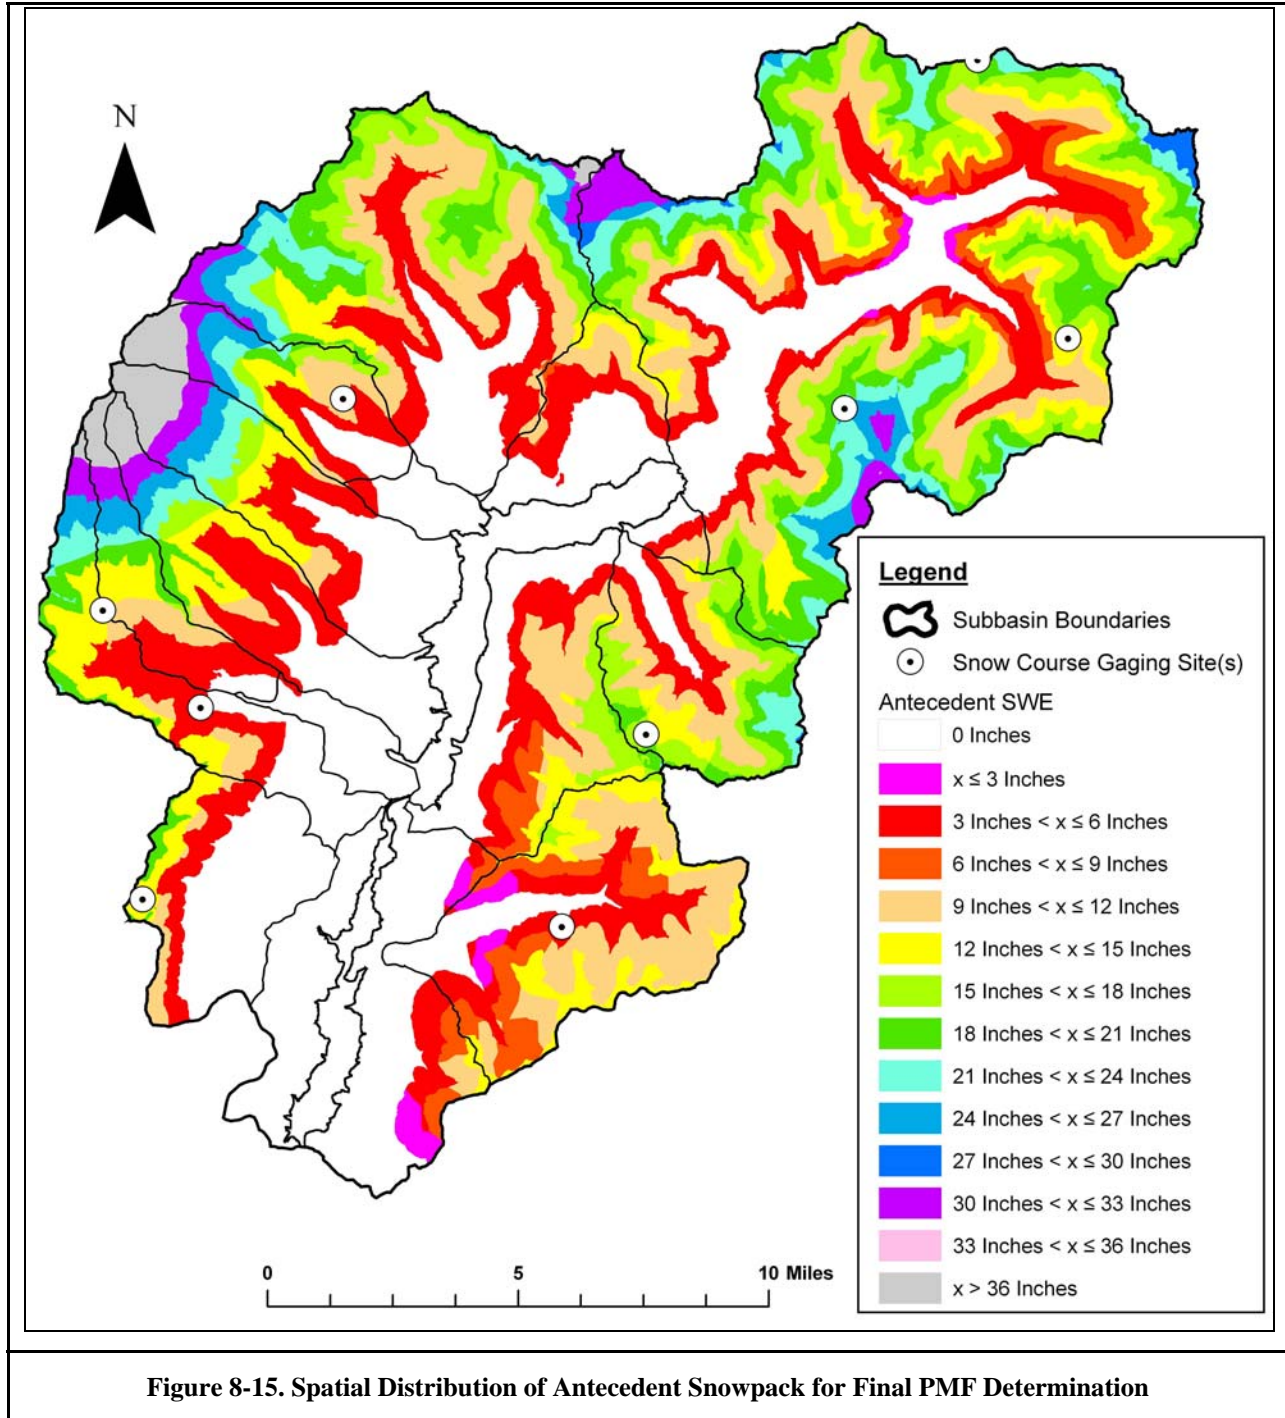 N
Legend
Subbasin Boundaries
Snow Course Gaging Site(s)
Antecedent SWE
0 Inches
x ≤ 3 Inches
3 Inches < x ≤ 6 Inches
6 Inches < x ≤ 9 Inches
9 Inches < x ≤ 12 Inches
12 Inches < x ≤ 15 Inches
15 Inches < x ≤ 18 Inches
18 Inches < x ≤ 21 Inches
21 Inches < x ≤ 24 Inches
24 Inches < x ≤ 27 Inches
27 Inches < x ≤ 30 Inches
30 Inches < x ≤ 33 Inches
33 Inches < x ≤ 36 Inches
x > 36 Inches
0 5 10 Miles
Figure 8-15. Spatial Distribution of Antecedent Snowpack for Final PMF Determination